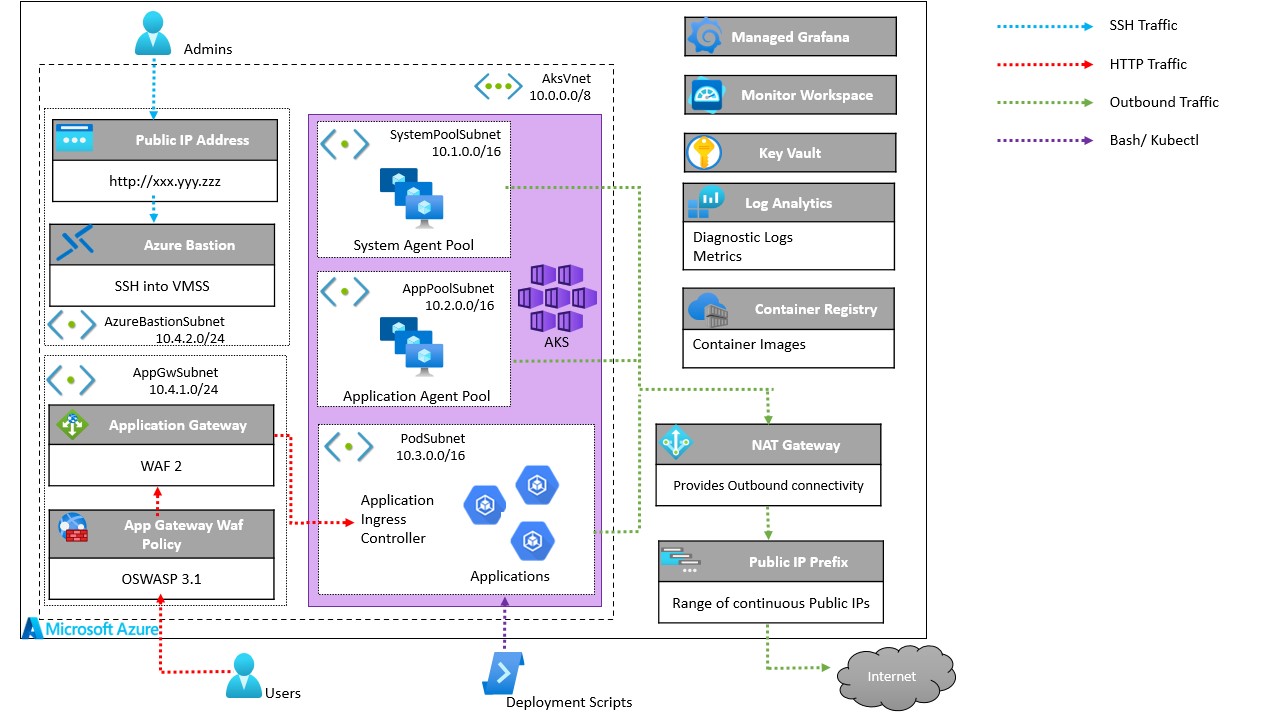 Admins
AksVnet
10.0.0.0/8
Public IP Address
http://xxx.yyy.zzz
Azure Bastion
SSH into VMSS
AzureBastionSubnet
10.4.2.0/24
AppGwSubnet
10.4.1.0/24
Application Gateway
WAF 2
App Gateway Waf
Policy
OSWASP 3.1
Microsoft Azure
Users
SystemPoolSubnet
10.1.0.0/16
System Agent Pool
AppPoolSubnet
10.2.0.0/16
Application Agent Pool
AKS
PodSubnet
10.3.0.0/16
Application
Ingress
Controller
Applications
Deployment Scripts
Managed Grafana
Monitor Workspace
Key Vault
Log Analytics
Diagnostic Logs
Metrics
Container Registry
Container Images
NAT Gateway
Provides Outbound connectivity
Public IP Prefix
Range of continuous Public IPs
Internet
SSH Traffic
HTTP Traffic
Outbound Traffic
Bash/ Kubectl